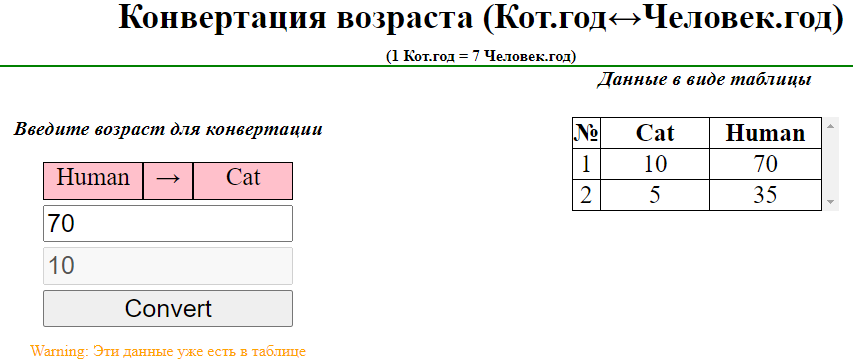 Конвертация возраста (Кот.год↔Человек.год)
(1 Кот.год = 7 Человек.год)
Введите возраст для конвертации
Human → Cat
70
10
Convert
Warning: Эти данные уже есть в таблице
Данные в виде таблицы
№ Cat Human
1 10 70
2 5 35